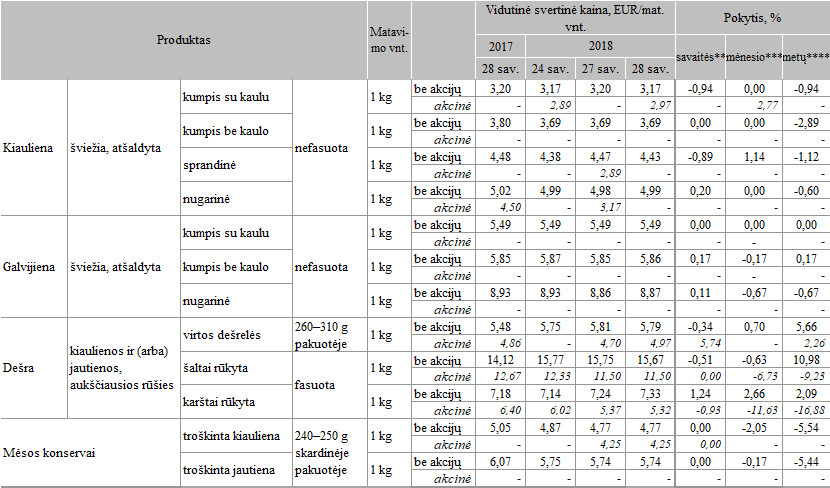 Produktas Matavi- Vidutinė svertinė kaina, EUR/mat. Pokytis, %
mo vnt. vnt.
2017 2018 savaitės** mėnesio*** metų****
28 sav. 24 sav. 27 sav. 28 sav.
Kiauliena šviežia, atšaldyta kumpis su kaulu nefasuota 1 kg be akcijų 3,20 3,17 3,20 3,17 -0,94 0,00 -0,94
akcinė - 2,89 - 2,97 - 2,77 -
kumpis be kaulo 1 kg be akcijų 3,80 3,69 3,69 3,69 0,00 0,00 -2,89
akcinė - - - - - - -
sprandinė 1 kg be akcijų 4,48 4,38 4,47 4,43 -0,89 1,14 -1,12
akcinė - - 2,89 - - - -
nugarinė 1 kg be akcijų 5,02 4,99 4,98 4,99 0,20 0,00 -0,60
akcinė 4,50 - 3,17 - - - -
Galvijiena šviežia, atšaldyta kumpis su kaulu nefasuota 1 kg be akcijų 5,49 5,49 5,49 5,49 0,00 0,00 0,00
akcinė - - - - - - -
kumpis be kaulo 1 kg be akcijų 5,85 5,87 5,85 5,86 0,17 -0,17 0,17
akcinė - - - - - - -
nugarinė 1 kg be akcijų 8,93 8,93 8,86 8,87 0,11 -0,67 -0,67
akcinė - - - - - - -
Dešra kiaulienos ir (arba) jautienos, aukščiausios rūšies virtos dešrelės 260–310 g pakuotėje 1 kg be akcijų 5,48 5,75 5,81 5,79 -0,34 0,70 5,66
akcinė 4,86 - 4,70 4,97 5,74 - 2,26
šaltai rūkyta fasuota 1 kg be akcijų 14,12 15,77 15,75 15,67 -0,51 -0,63 10,98
akcinė 12,67 12,33 11,50 11,50 0,00 -6,73 -9,23
karštai rūkyta 1 kg be akcijų 7,18 7,14 7,24 7,33 1,24 2,66 2,09
akcinė 6,40 6,02 5,37 5,32 -0,93 -11,63 -16,88
Mėsos konservai troškinta kiauliena 240–250 g skardinėje pakuotėje 1 kg be akcijų 5,05 4,87 4,77 4,77 0,00 -2,05 -5,54
akcinė - - 4,25 4,25 0,00 - -
troškinta jautiena 1 kg be akcijų 6,07 5,75 5,74 5,74 0,00 -0,17 -5,44
akcinė - - - - - - -